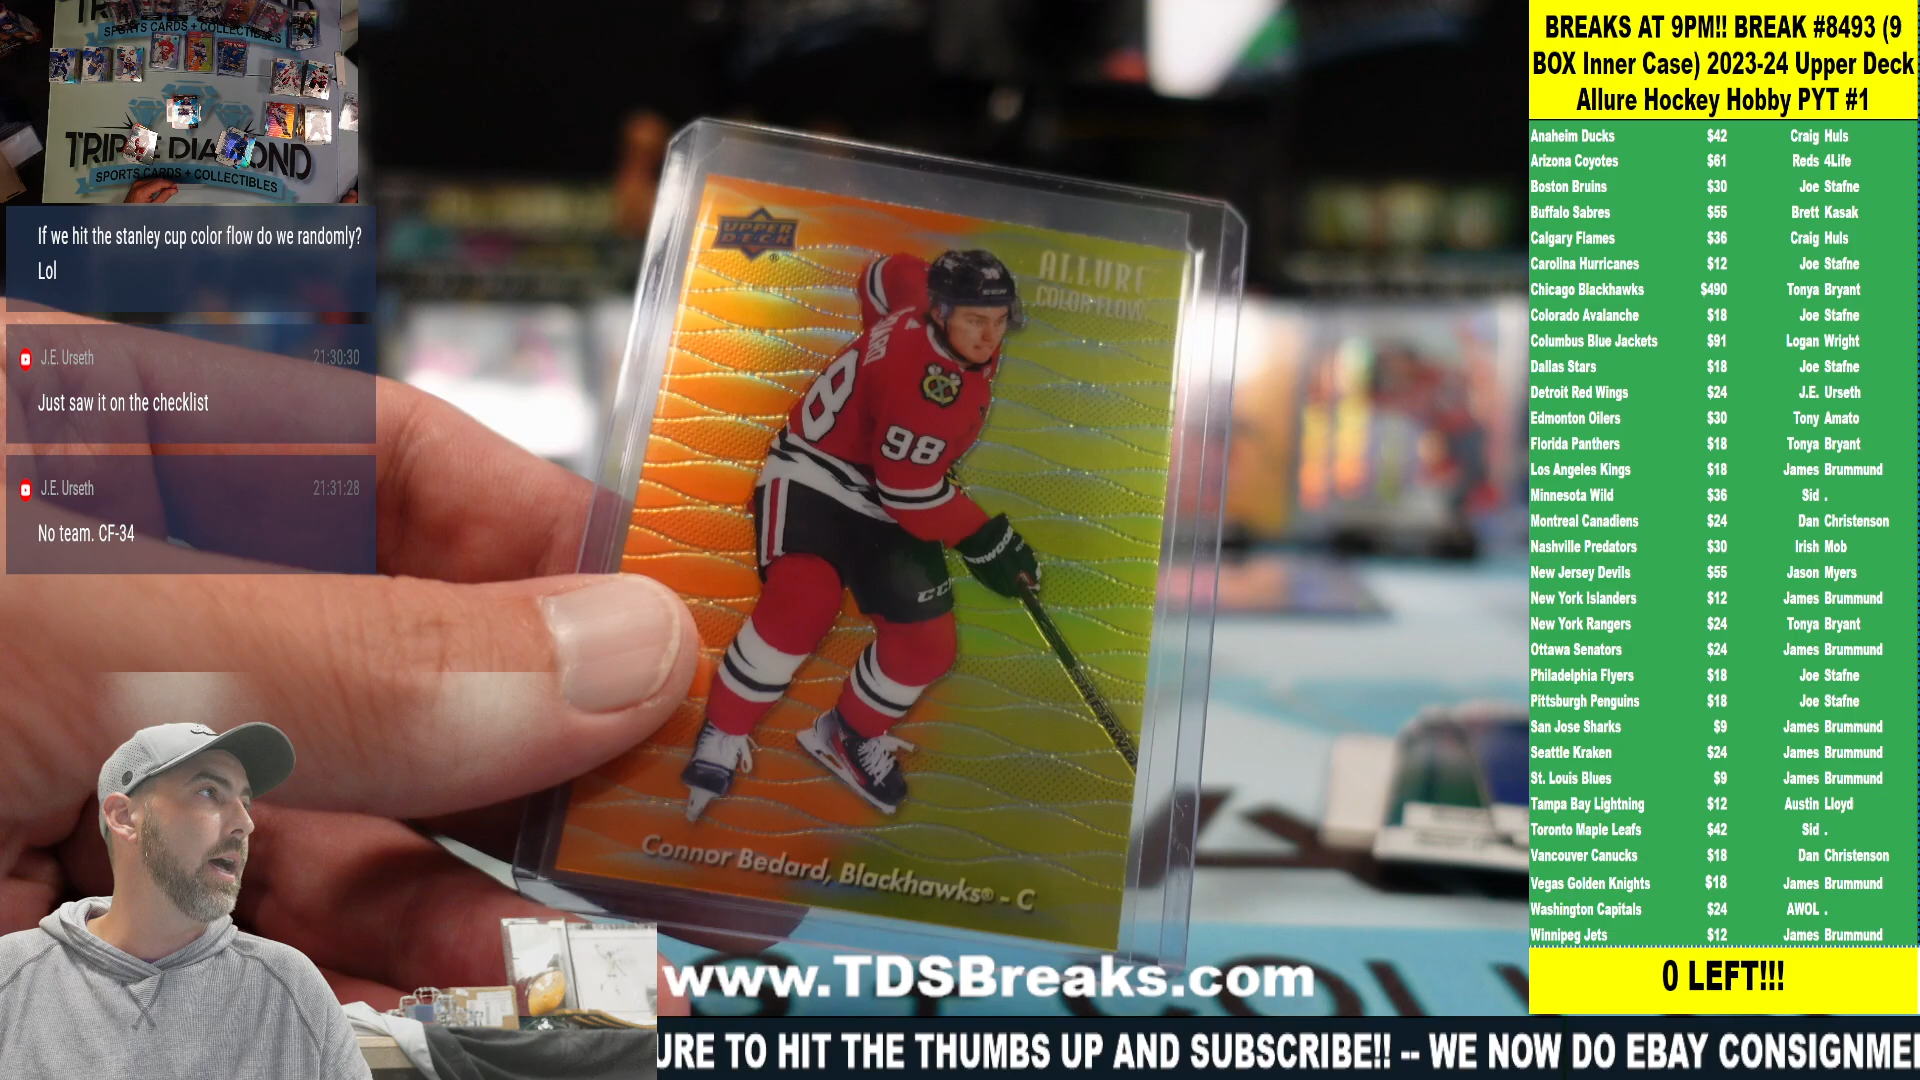 SPORTS CARDS + COLLECTIBLES
TRIPLE DIAMOND
SPORTS CARDS + COLLECTIBLES
If we hit the stanley cup color flow do we randomly?
Lol
J.E. Urseth 21:30:30
Just saw it on the checklist
J.E. Urseth 21:31:28
No team. CF-34
UPPER
DECK
ALLURE
COLOR FLOW
98
98
98
CCM
Connor Bedard, Blackhawks® - C
www.TDSBreaks.com
URE TO HIT THE THUMBS UP AND SUBSCRIBE!! -- WE NOW DO EBAY CONSIGNME
BREAKS AT 9PM!! BREAK #8493 (9
BOX Inner Case) 2023-24 Upper Deck
Allure Hockey Hobby PYT #1
Anaheim Ducks $42 Craig Huls
Arizona Coyotes $61 Reds 4Life
Boston Bruins $30 Joe Stafne
Buffalo Sabres $55 Brett Kasak
Calgary Flames $36 Craig Huls
Carolina Hurricanes $12 Joe Stafne
Chicago Blackhawks $490 Tonya Bryant
Colorado Avalanche $18 Joe Stafne
Columbus Blue Jackets $91 Logan Wright
Dallas Stars $18 Joe Stafne
Detroit Red Wings $24 J.E. Urseth
Edmonton Oilers $30 Tony Amato
Florida Panthers $18 Tonya Bryant
Los Angeles Kings $18 James Brummund
Minnesota Wild $36 Sid .
Montreal Canadiens $24 Dan Christenson
Nashville Predators $30 Irish Mob
New Jersey Devils $55 Jason Myers
New York Islanders $12 James Brummund
New York Rangers $24 Tonya Bryant
Ottawa Senators $24 James Brummund
Philadelphia Flyers $18 Joe Stafne
Pittsburgh Penguins $18 Joe Stafne
San Jose Sharks $9 James Brummund
Seattle Kraken $24 James Brummund
St. Louis Blues $9 James Brummund
Tampa Bay Lightning $12 Austin Lloyd
Toronto Maple Leafs $42 Sid .
Vancouver Canucks $18 Dan Christenson
Vegas Golden Knights $18 James Brummund
Washington Capitals $24 AWOL .
Winnipeg Jets $12 James Brummund
0 LEFT!!!